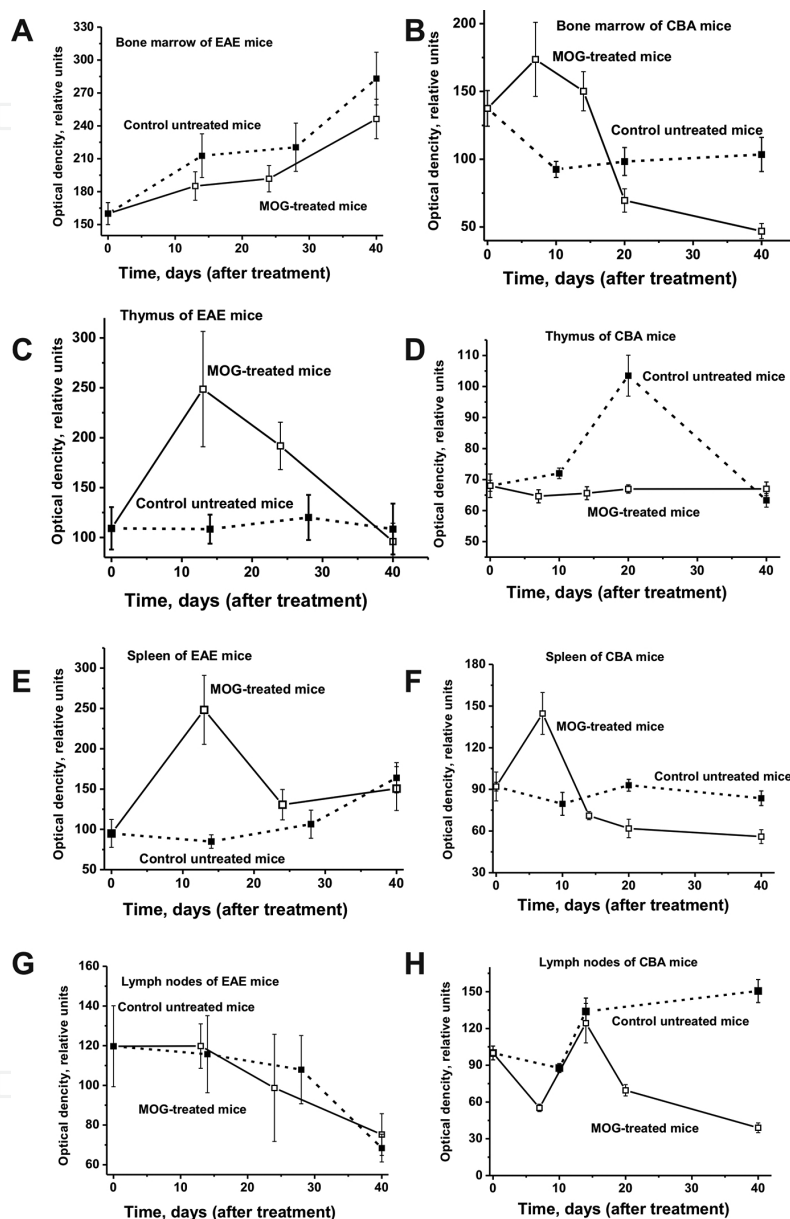 A
Bone marrow of EAE mice
Optical dencity, relative units
300
270
240
210
180
150
Control untreated mice
MOG-treated mice
0 10 20 30 40
Time, days (after treatment)
B
Bone marrow of CBA mice
Optical dencity, relative units
200
150
100
50
MOG-treated mice
Control untreated mice
0 10 20 30 40
Time, days (after treatment)
C
Thymus of EAE mice
Optical dencity, relative units
300
250
200
150
100
MOG-treated mice
Control untreated mice
0 10 20 30 40
Time, days (after treatment)
D
Thymus of CBA mice
Optical dencity, relative units
110
100
90
80
70
60
Control untreated mice
MOG-treated mice
0 10 20 30 40
Time, days (after treatment)
E
Spleen of EAE mice
Optical dencity, relative units
300
250
200
150
100
50
MOG-treated mice
Control untreated mice
0 10 20 30 40
Time, days (after treatment)
F
Spleen of CBA mice
Optical dencity, relative units
180
150
120
90
60
30
MOG-treated mice
Control untreated mice
0 10 20 30 40
Time, days (after treatment)
G
Lymph nodes of EAE mice
Optical dencity, relative units
160
140
120
100
80
60
Control untreated mice
MOG-treated mice
0 10 20 30 40
Time, days (after treatment)
H
Lymph nodes of CBA mice
Optical dencity, relative units
150
120
90
60
30
0
Control untreated mice
MOG-treated mice
0 10 20 30 40
Time, days (after treatment)